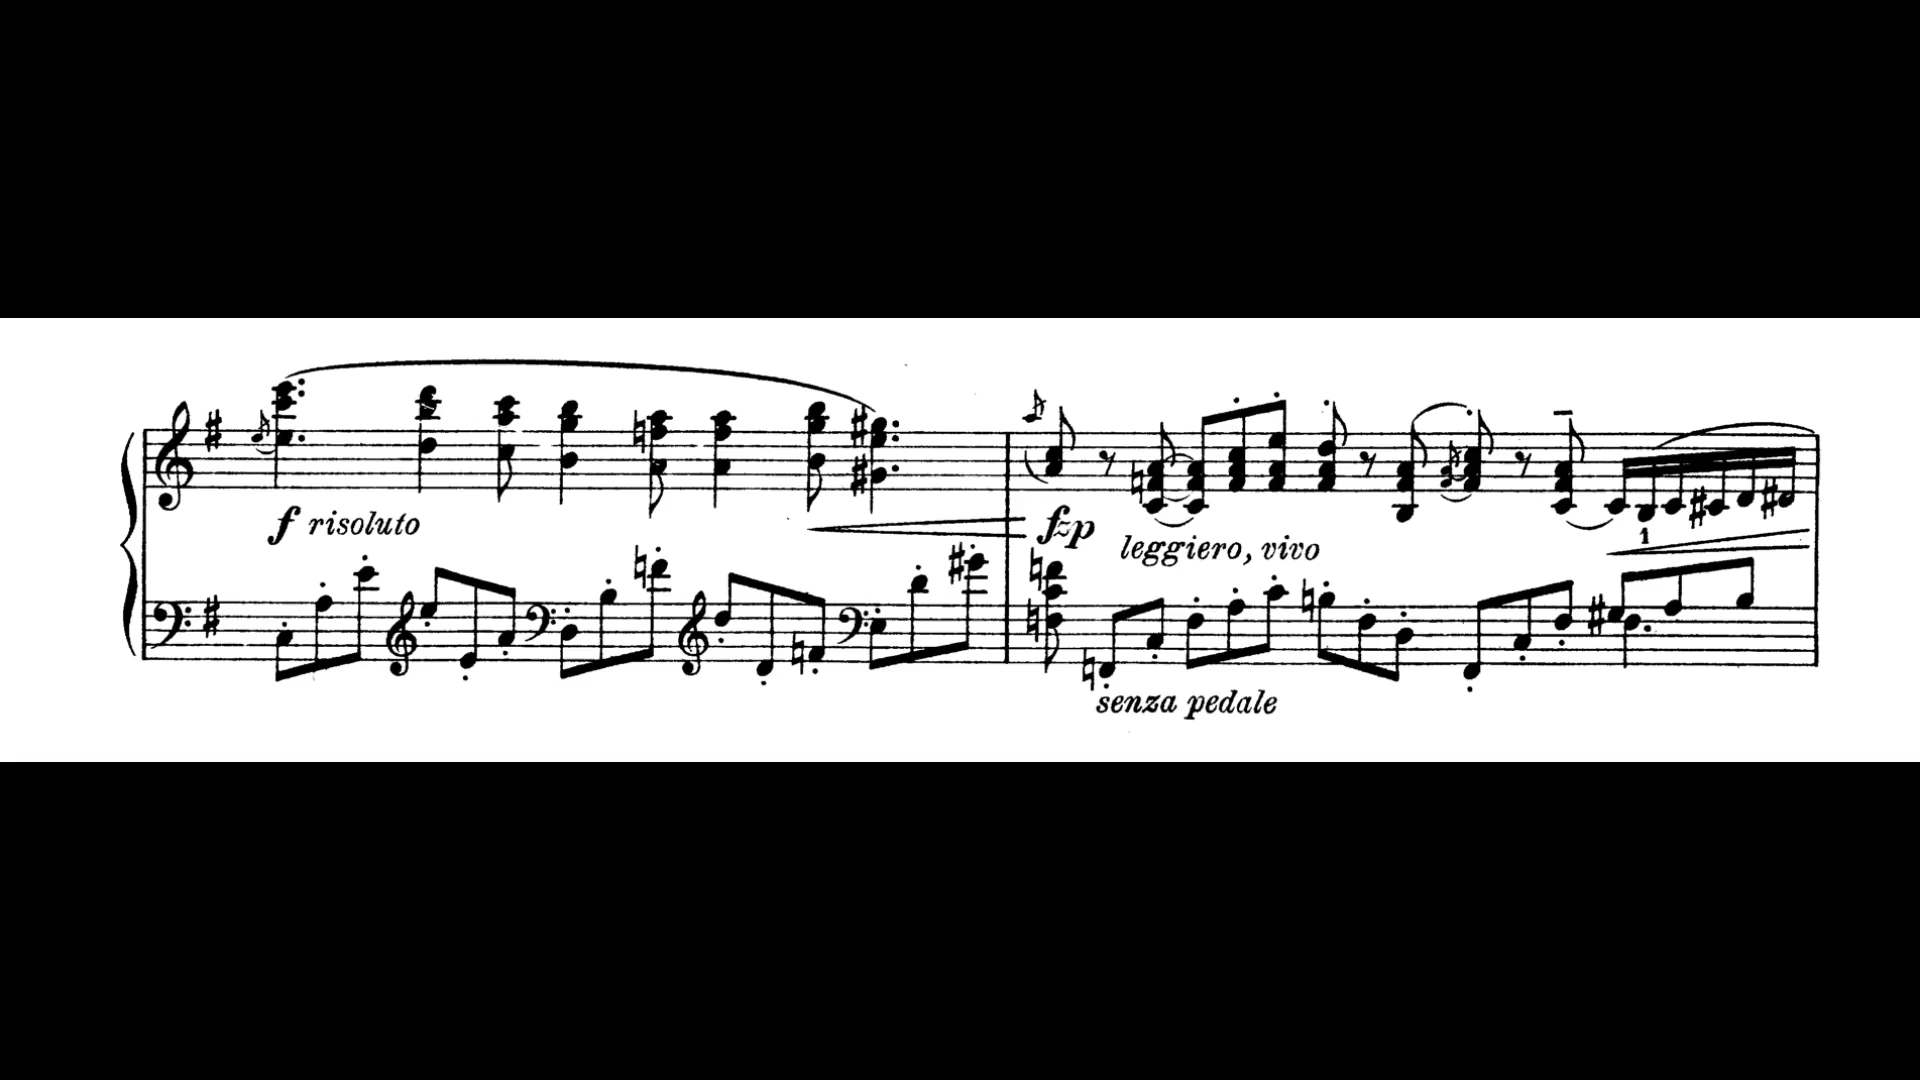 f risoluto
fzp
leggiero, vivo
1
senza pedale